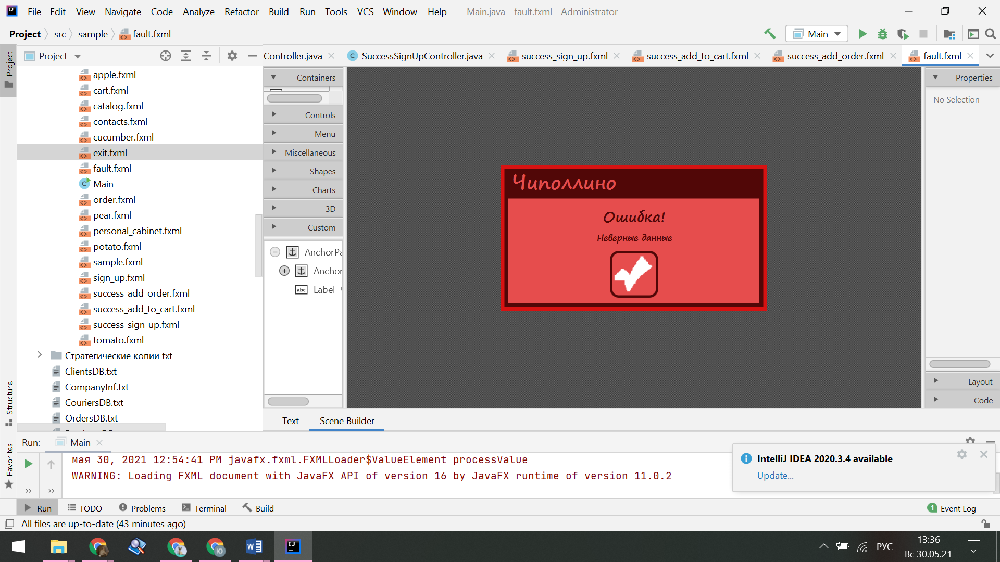 File Edit View Navigate Code Analyze Refactor Build Run Tools VCS Window Help Main.java - fault.fxml - Administrator
Project src sample fault.fxml Main
Project
Controller.java SuccessSignUpController.java success_sign_up.fxml success_add_to_cart.fxml success_add_order.fxml fault.fxml
Project
apple.fxml
cart.fxml
catalog.fxml
contacts.fxml
cucumber.fxml
exit.fxml
fault.fxml
Main
order.fxml
pear.fxml
personal_cabinet.fxml
potato.fxml
sample.fxml
sign_up.fxml
success_add_order.fxml
success_add_to_cart.fxml
success_sign_up.fxml
tomato.fxml
Стратегические копии txt
ClientsDB.txt
CompanyInf.txt
CouriersDB.txt
OrdersDB.txt
Containers
Controls
Menu
Miscellaneous
Shapes
Charts
3D
Custom
AnchorPa
Anchor
abc Label
Чиполлино
Ошибка!
Неверные данные
Properties
No Selection
Layout
Code
Text Scene Builder
Structure
Favorites
Run: Main
мая 30, 2021 12:54:41 PM javafx.fxml.FXMLLoader$ValueElement processValue
WARNING: Loading FXML document with JavaFX API of version 16 by JavaFX runtime of version 11.0.2
IntelliJ IDEA 2020.3.4 available
Update...
Run TODO Problems Terminal Build 1 Event Log
All files are up-to-date (43 minutes ago)
РУС
13:36
Вс 30.05.21